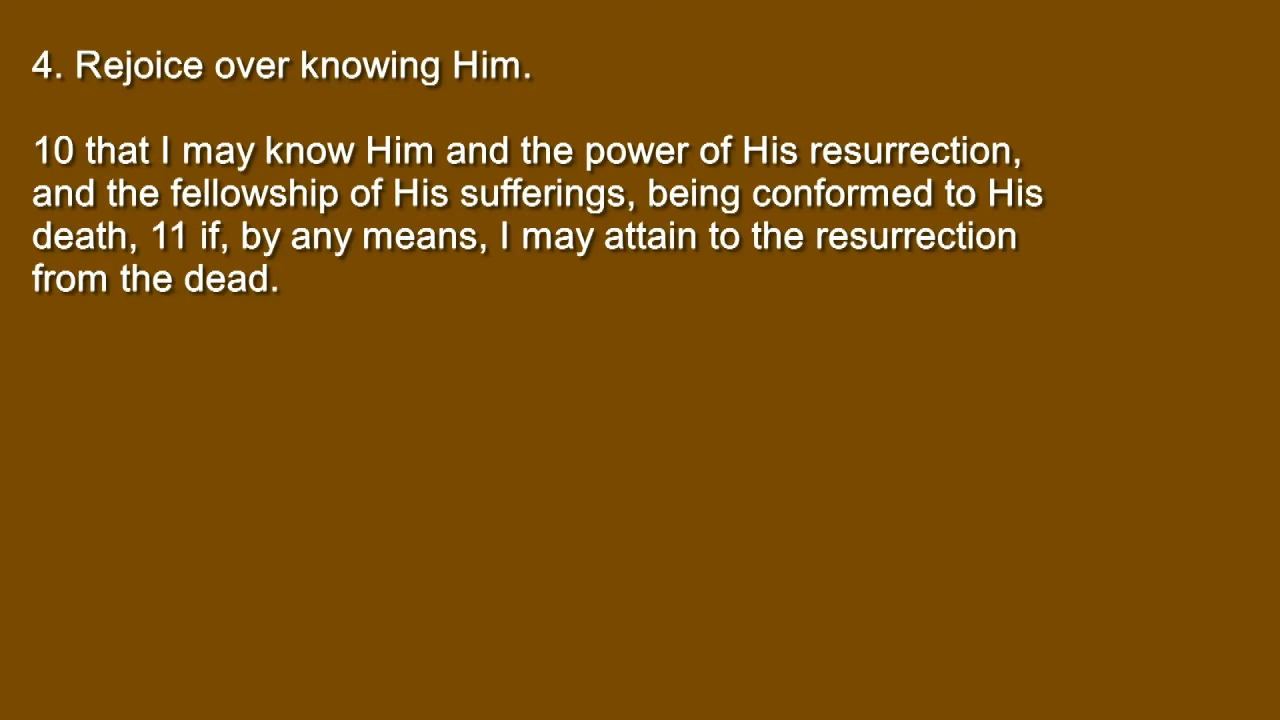 4. Rejoice over knowing Him.
10 that I may know Him and the power of His resurrection,
and the fellowship of His sufferings, being conformed to His
death, 11 if, by any means, I may attain to the resurrection
from the dead.